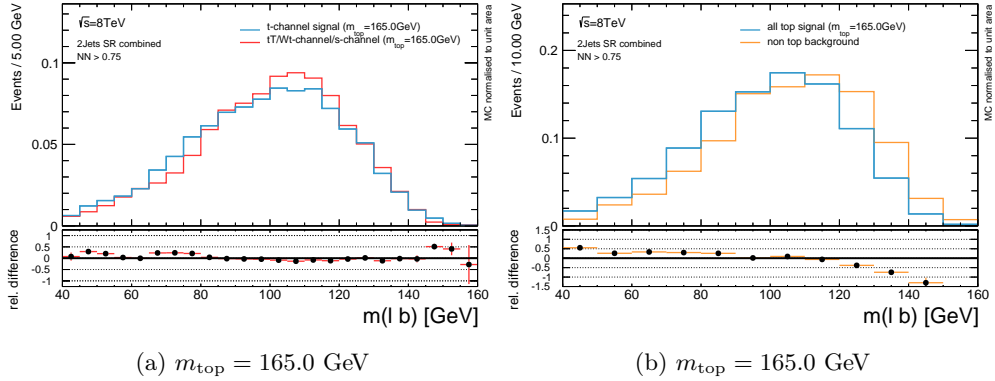 √s=8TeV
2Jets SR combined
NN > 0.75
t-channel signal (m_top=165.0GeV)
tT/Wt-channel/s-channel (m_top=165.0GeV)
Events / 5.00 GeV
MC normalised to unit area
0.1
0.05
0
rel. difference
1
0.5
0
-0.5
-1
40 60 80 100 120 140 160
m(l b) [GeV]
(a) m_top = 165.0 GeV
√s=8TeV
2Jets SR combined
NN > 0.75
all top signal (m_top=165.0GeV)
non top background
Events / 10.00 GeV
MC normalised to unit area
0.2
0.1
0
rel. difference
1.5
1
0.5
0
-0.5
-1
-1.5
40 60 80 100 120 140 160
m(l b) [GeV]
(b) m_top = 165.0 GeV